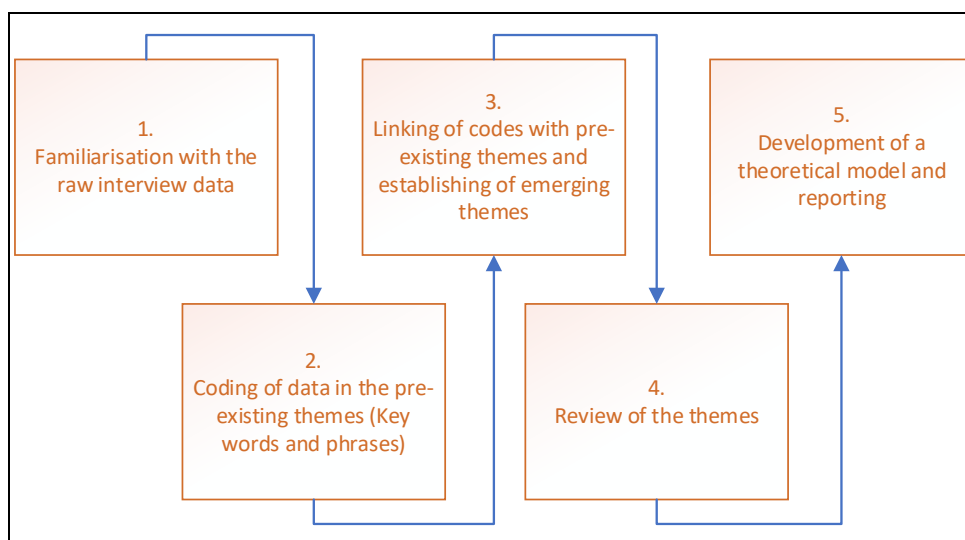 1.
Familiarisation with the
raw interview data
2.
Coding of data in the pre-
existing themes (Key
words and phrases)
3.
Linking of codes with pre-
existing themes and
establishing of emerging
themes
4.
Review of the themes
5.
Development of a
theoretical model and
reporting